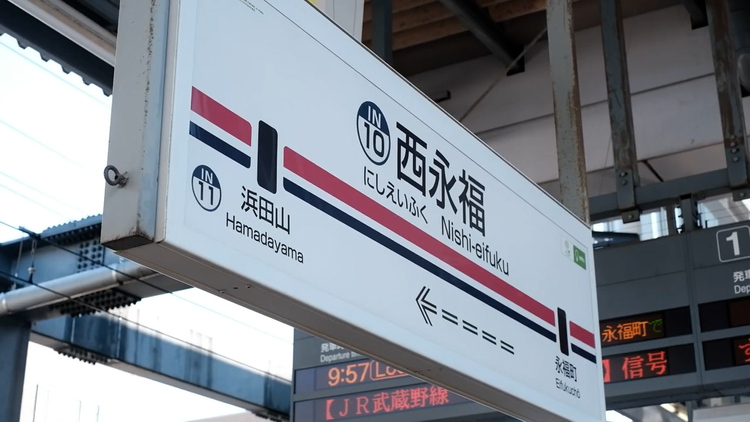 IN
10
西永福
にしえいふく
Nishi-eifuku
IN
11
浜田山
Hamadayama
永福町
Eifukuchō
1
9:57
【JR武蔵野線
永福町で
信号